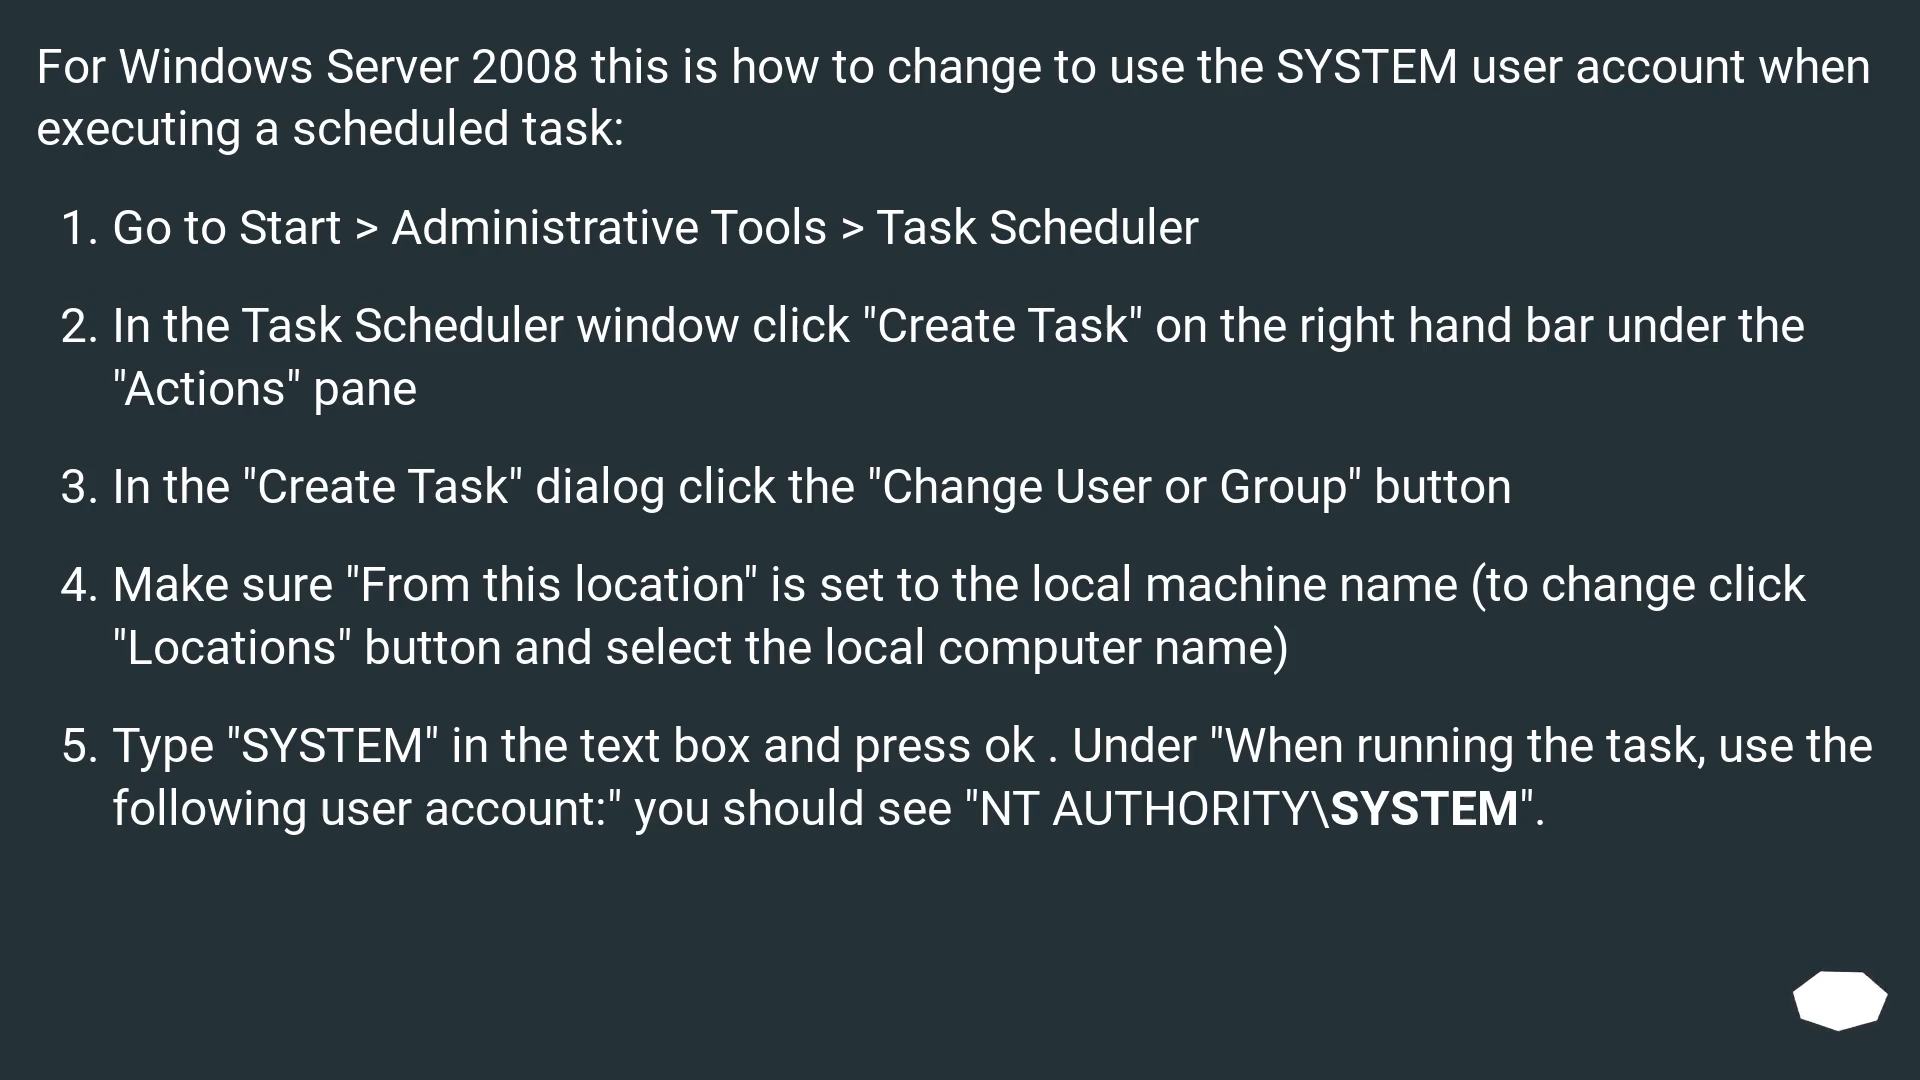 For Windows Server 2008 this is how to change to use the SYSTEM user account when
executing a scheduled task:
1. Go to Start > Administrative Tools > Task Scheduler
2. In the Task Scheduler window click "Create Task" on the right hand bar under the
"Actions" pane
3. In the "Create Task" dialog click the "Change User or Group" button
4. Make sure "From this location" is set to the local machine name (to change click
"Locations" button and select the local computer name)
5. Type "SYSTEM" in the text box and press ok . Under "When running the task, use the
following user account:" you should see "NT AUTHORITY\SYSTEM".